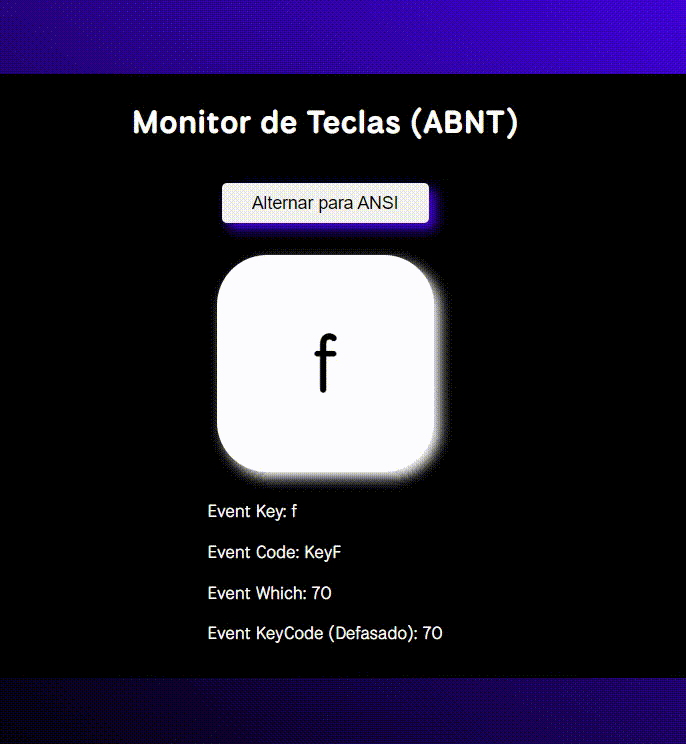 Monitor de Teclas (ABNT)
Alternar para ANSI
f
Event Key: f
Event Code: KeyF
Event Which: 70
Event KeyCode (Defasado): 70